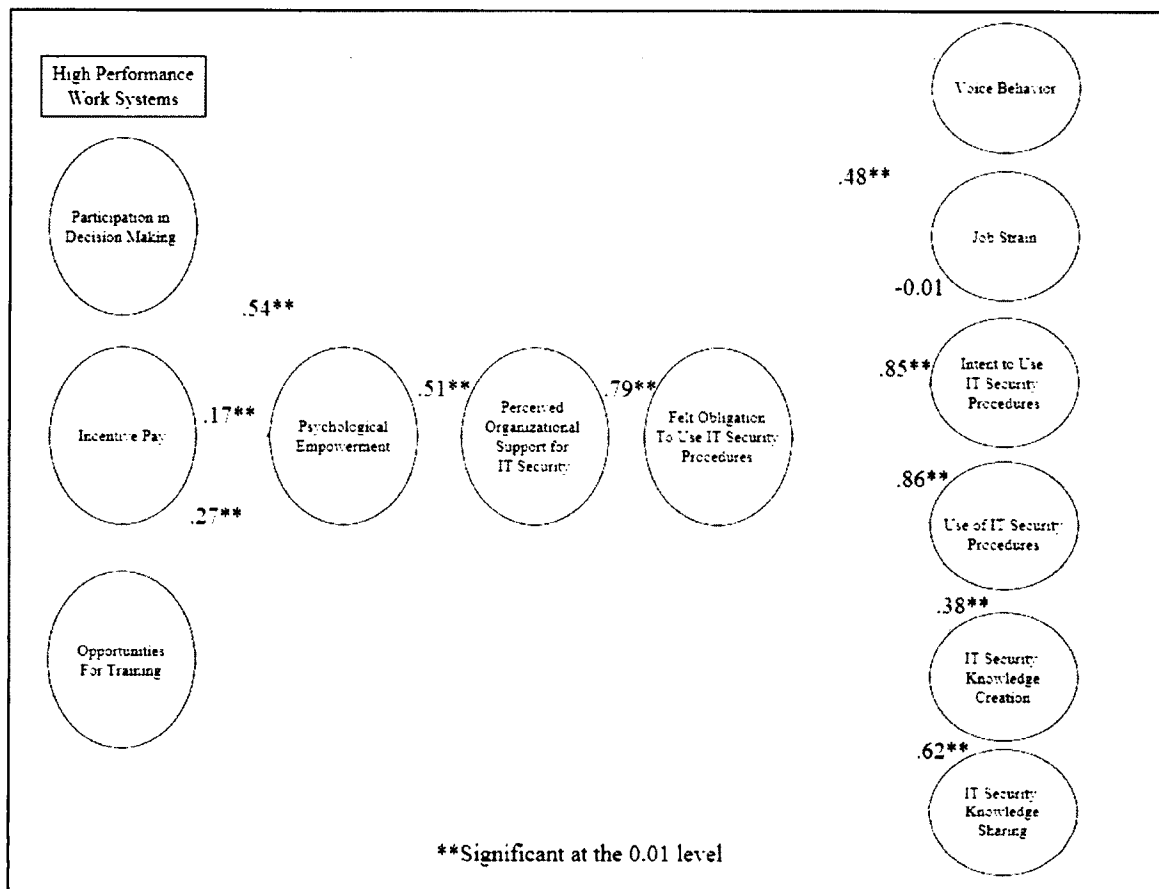 High Performance
Work Systems
Participation in
Decision Making
Incentive Pay
Opportunities
For Training
.54**
.17**
.27**
Psychological
Empowerment
.51**
Perceived
Organizational
Support for
IT Security
.79**
Felt Obligation
To Use IT Security
Procedures
.48**
-0.01
.85**
.86**
.38**
.62**
Voice Behavior
Job Strain
Intent to Use
IT Security
Procedures
Use of IT Security
Procedures
IT Security
Knowledge
Creation
IT Security
Knowledge
Sharing
**Significant at the 0.01 level